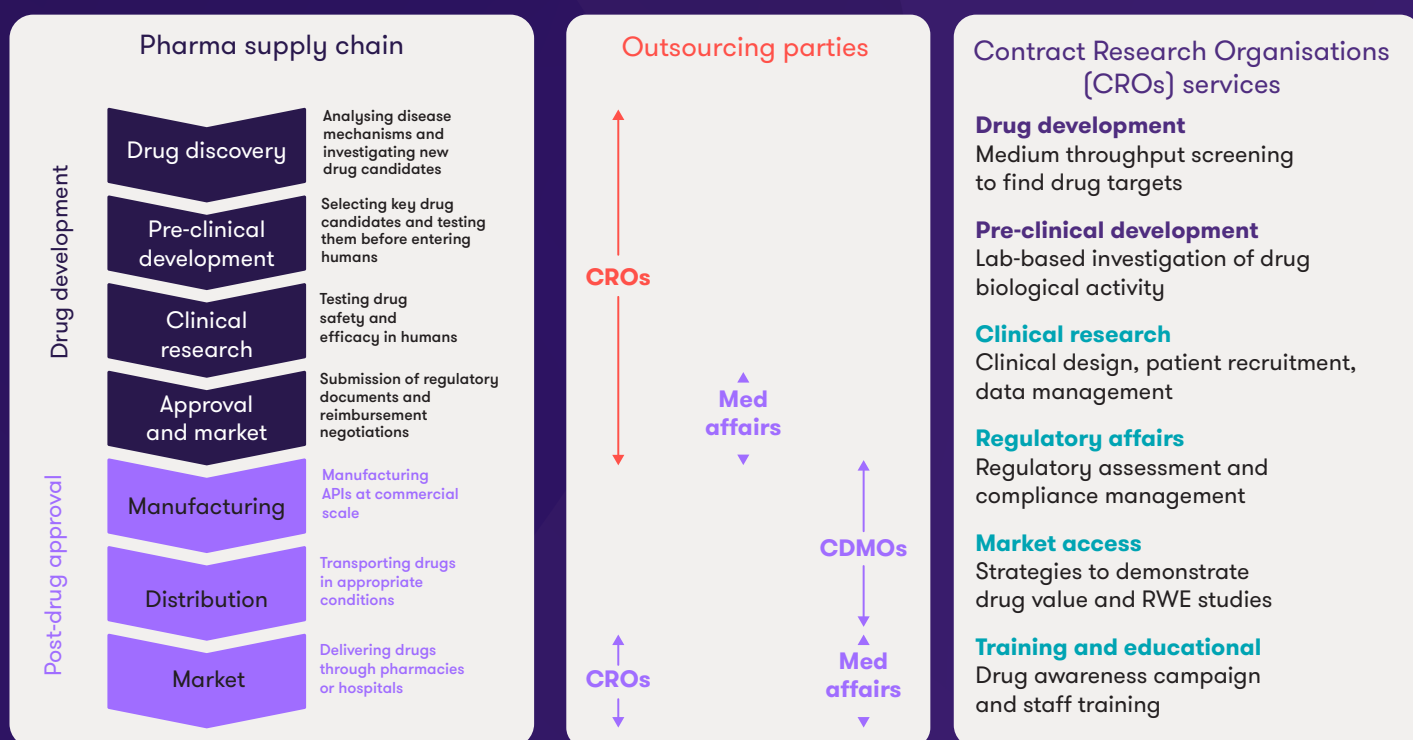 Pharma supply chain
Drug development
Drug discovery
Analysing disease
mechanisms and
investigating new
drug candidates
Pre-clinical
development
Selecting key drug
candidates and testing
them before entering
humans
Clinical
research
Testing drug
safety and
efficacy in humans
Approval
and market
Submission of regulatory
documents and
reimbursement
negotiations
Post-drug approval
Manufacturing
Manufacturing
APIs at commercial
scale
Distribution
Transporting drugs
in appropriate
conditions
Market
Delivering drugs
through pharmacies
or hospitals
Outsourcing parties
CROs
Med
affairs
CDMOs
CROs
Med
affairs
Contract Research Organisations
(CROs) services
Drug development
Medium throughput screening
to find drug targets
Pre-clinical development
Lab-based investigation of drug
biological activity
Clinical research
Clinical design, patient recruitment,
data management
Regulatory affairs
Regulatory assessment and
compliance management
Market access
Strategies to demonstrate
drug value and RWE studies
Training and educational
Drug awareness campaign
and staff training